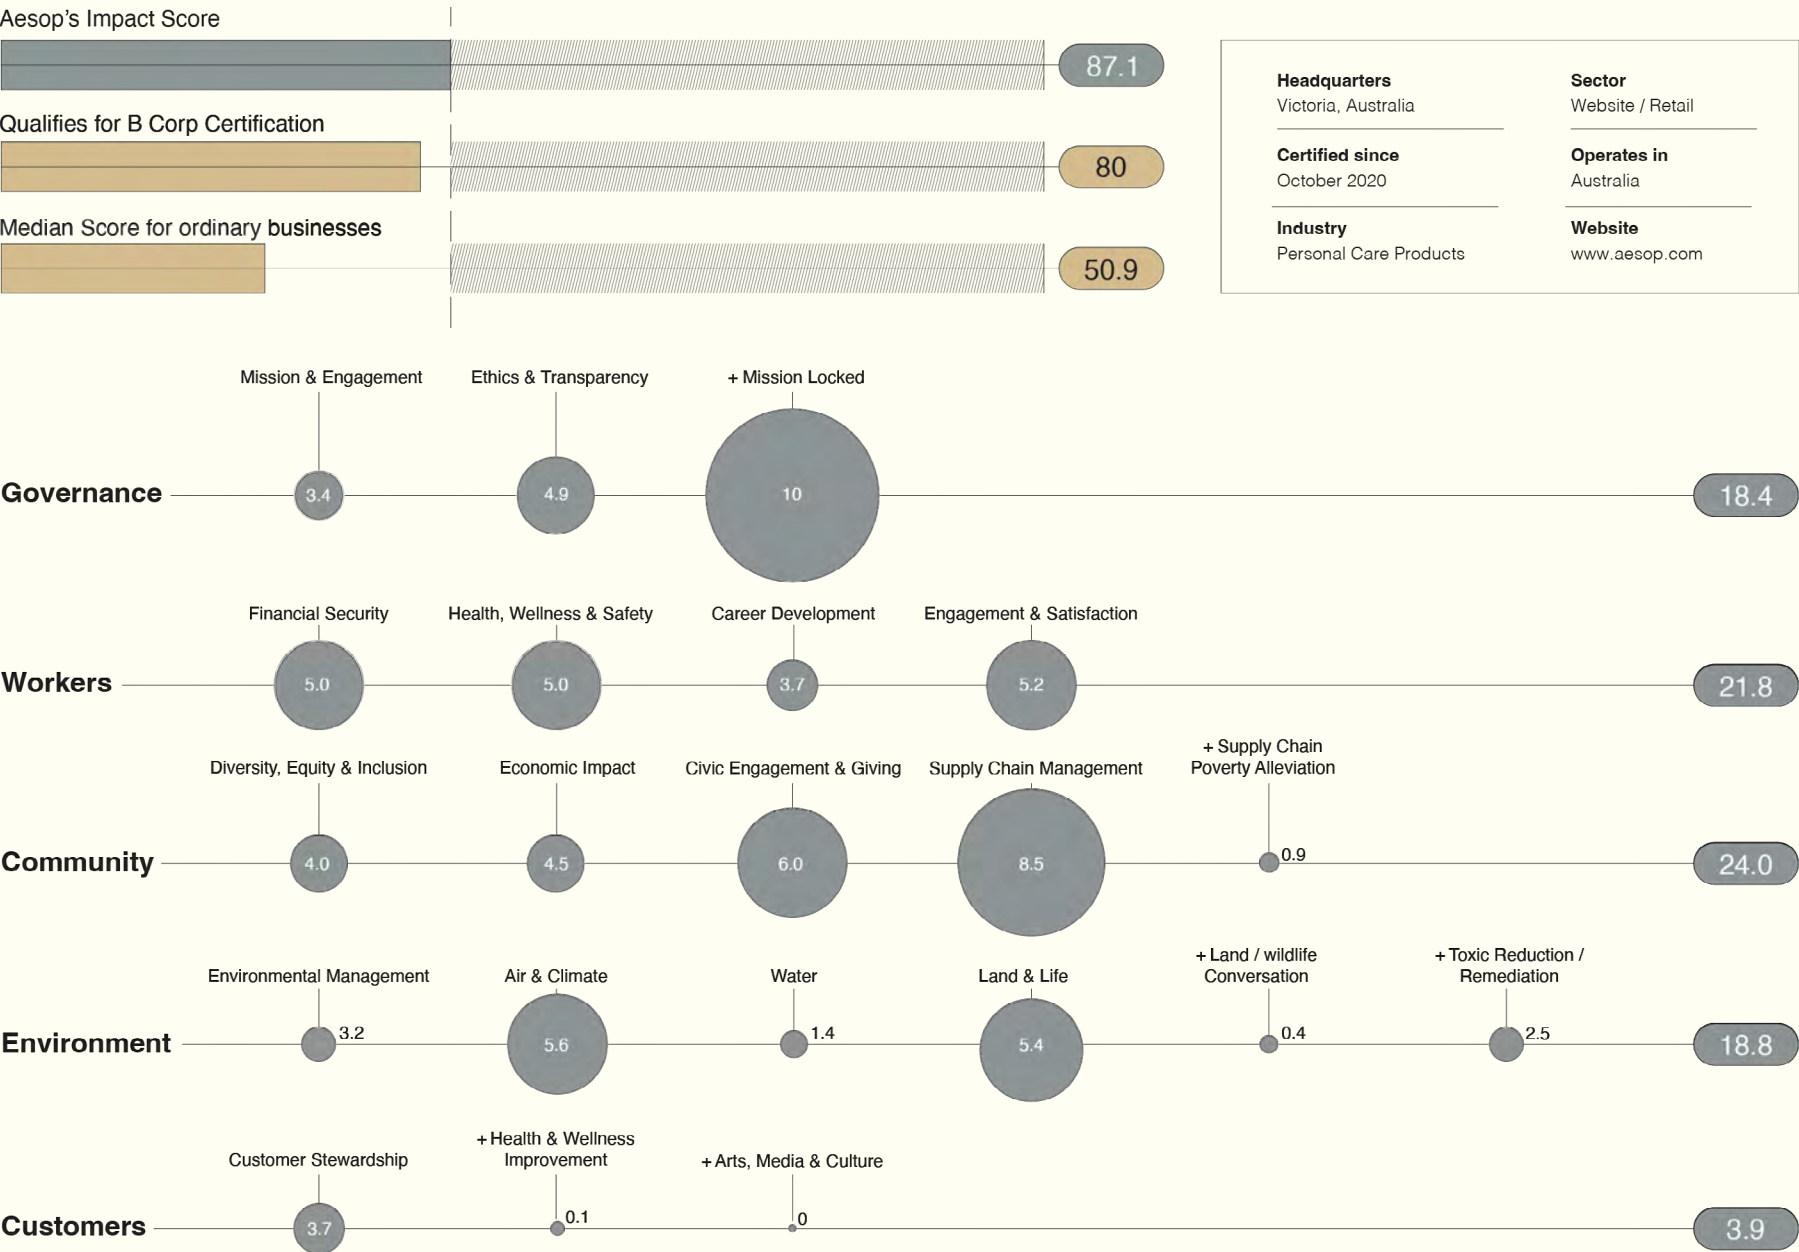 Aesop's Impact Score
87.1
Qualifies for B Corp Certification
80
Median Score for ordinary businesses
50.9
Headquarters
Victoria, Australia
Sector
Website / Retail
Certified since
October 2020
Operates in
Australia
Industry
Personal Care Products
Website
www.aesop.com
Mission & Engagement
Ethics & Transparency
+ Mission Locked
Governance
3.4
4.9
10
18.4
Financial Security
Health, Wellness & Safety
Career Development
Engagement & Satisfaction
Workers
5.0
5.0
3.7
5.2
21.8
Diversity, Equity & Inclusion
Economic Impact
Civic Engagement & Giving
Supply Chain Management
+ Supply Chain
Poverty Alleviation
Community
4.0
4.5
6.0
8.5
0.9
24.0
Environmental Management
Air & Climate
Water
Land & Life
+ Land / wildlife
Conversation
+ Toxic Reduction /
Remediation
Environment
3.2
5.6
1.4
5.4
0.4
2.5
18.8
Customer Stewardship
+ Health & Wellness
Improvement
+ Arts, Media & Culture
Customers
3.7
0.1
0
3.9